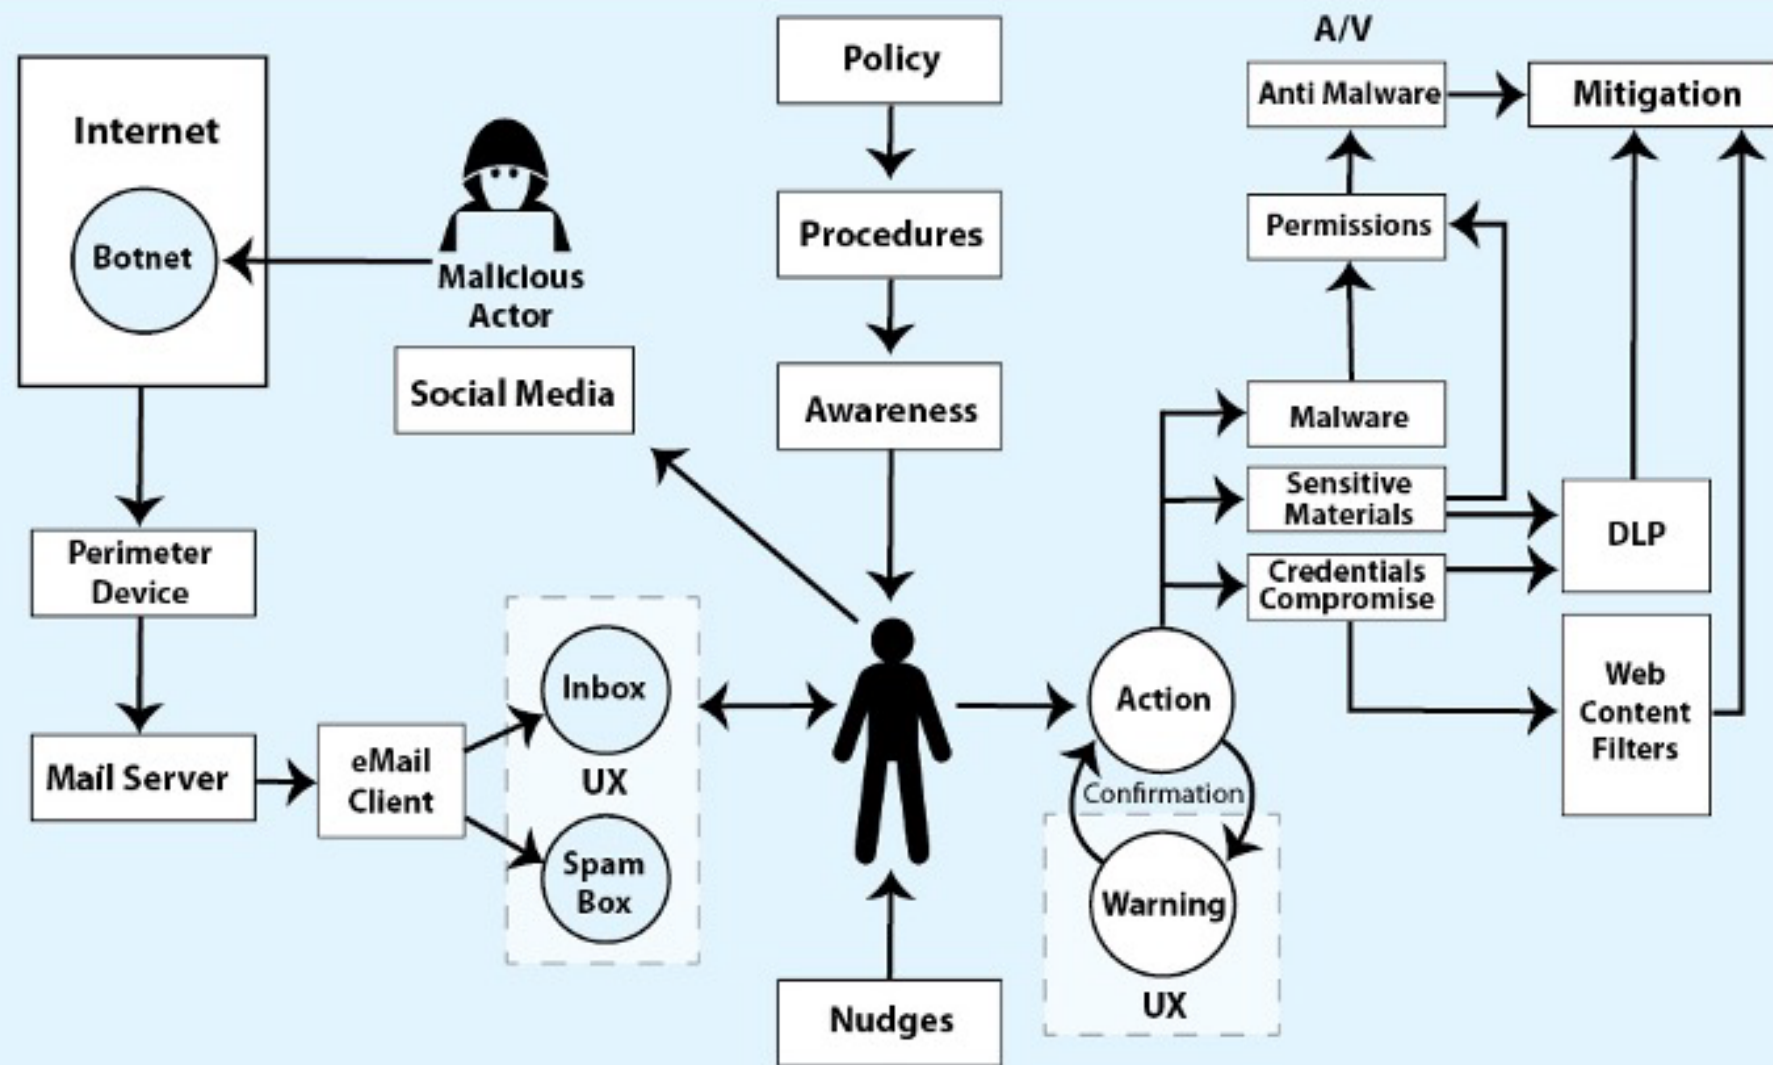 A/V
Policy
Anti Malware
Mitigation
Internet
Botnet
Malicious
Actor
Procedures
Permissions
Social Media
Awareness
Malware
Sensitive
Materials
Credentials
Compromise
DLP
Perimeter
Device
Inbox
UX
Spam
Box
Action
Confirmation
Warning
UX
Web
Content
Filters
Mail Server
eMail
Client
Nudges